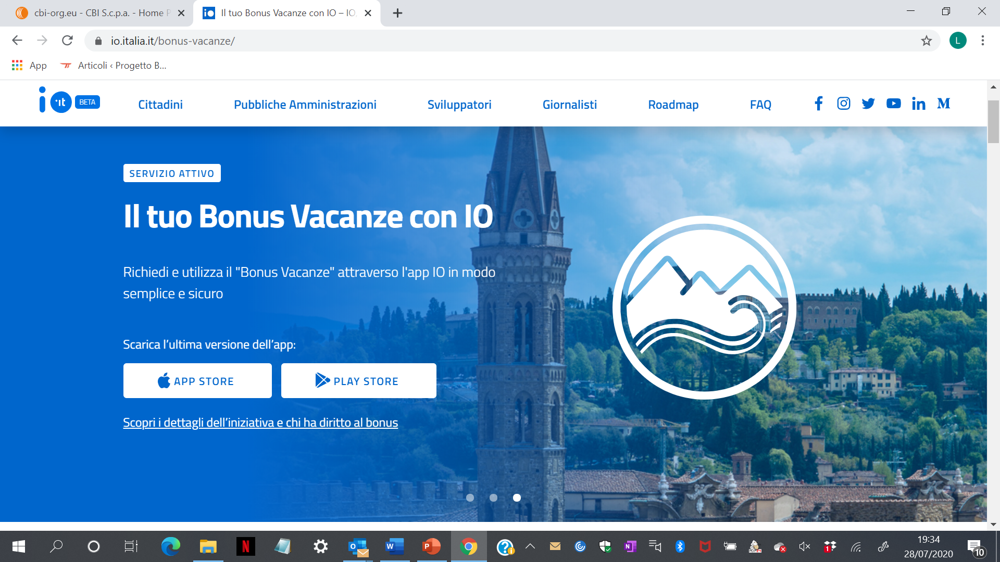 cbi-org.eu - CBI S.c.p.a. - Home P
Il tuo Bonus Vacanze con IO – IO,
io.italia.it/bonus-vacanze/
L
App
Articoli ‹ Progetto B...
io
it
BETA
Cittadini
Pubbliche Amministrazioni
Sviluppatori
Giornalisti
Roadmap
FAQ
SERVIZIO ATTIVO
Il tuo Bonus Vacanze con IO
Richiedi e utilizza il "Bonus Vacanze" attraverso l'app IO in modo
semplice e sicuro
Scarica l’ultima versione dell’app:
APP STORE
PLAY STORE
Scopri i dettagli dell’iniziativa e chi ha diritto al bonus
19:34
28/07/2020
10